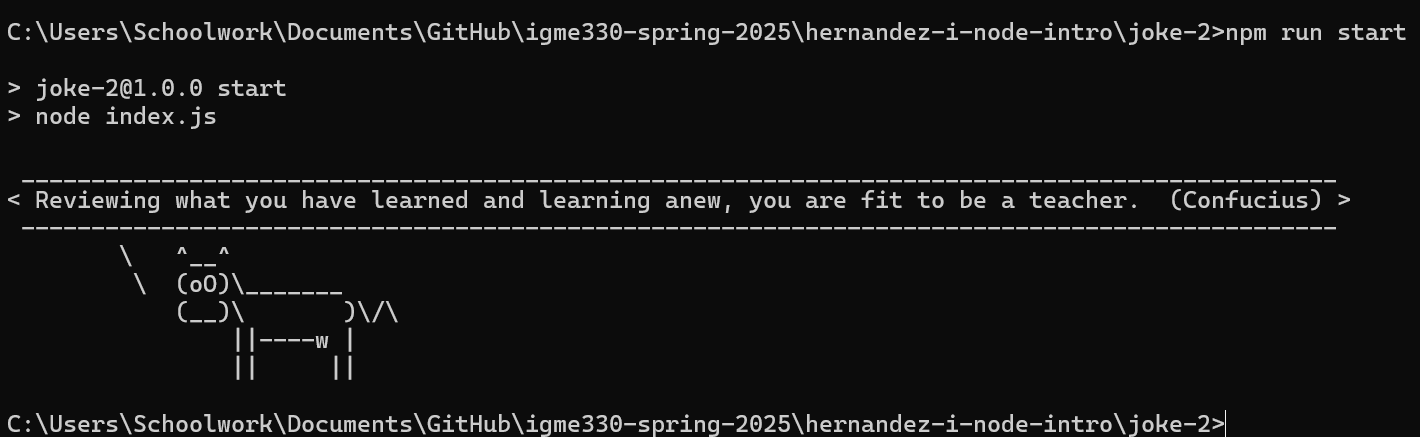 C:\Users\Schoolwork\Documents\GitHub\igme330-spring-2025\hernandez-i-node-intro\joke-2>npm run start

> joke-2@1.0.0 start
> node index.js

 ______________________________________________________________________________________________
< Reviewing what you have learned and learning anew, you are fit to be a teacher.  (Confucius) >
 ----------------------------------------------------------------------------------------------
        \   ^__^
         \  (oO)\_______
            (__)\       )\/\
                ||----w |
                ||     ||

C:\Users\Schoolwork\Documents\GitHub\igme330-spring-2025\hernandez-i-node-intro\joke-2>